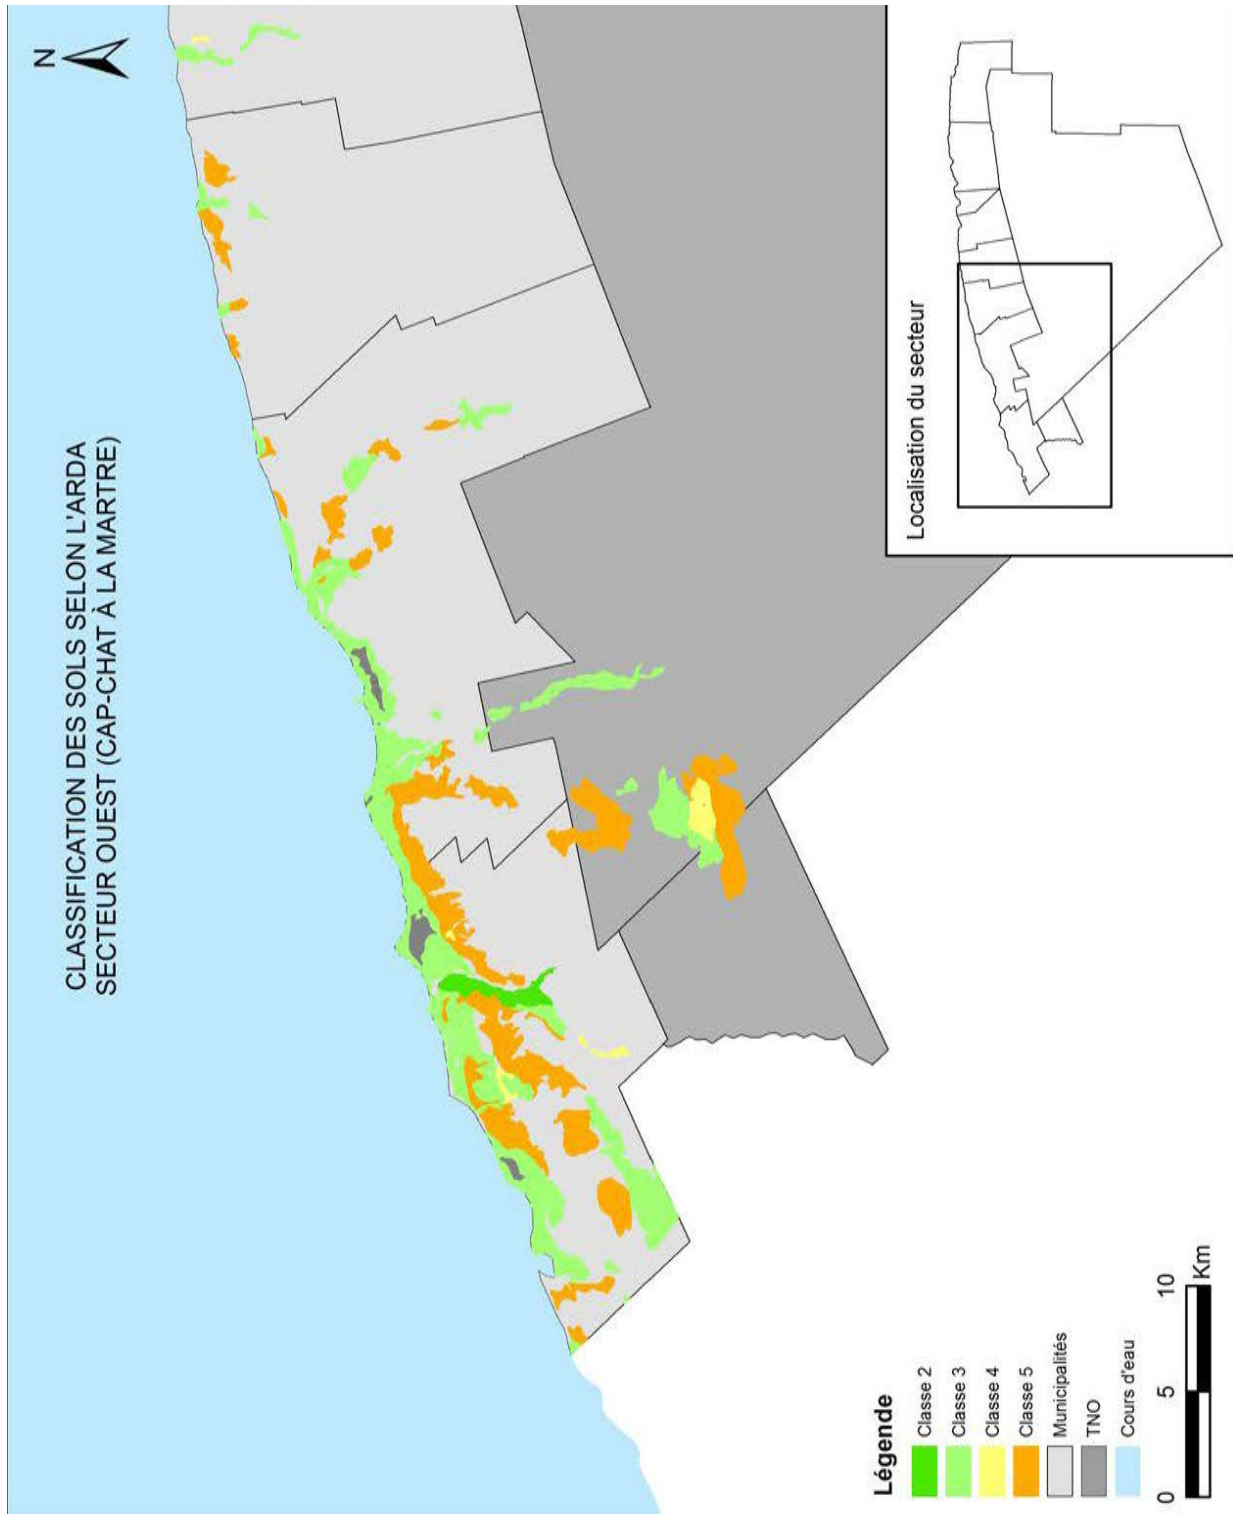 CLASSIFICATION DES SOLS SELON L'ARDA
SECTEUR OUEST (CAP-CHAT À LA MARTRE)
N
Légende
Classe 2
Classe 3
Classe 4
Classe 5
Municipalités
TNO
Cours d'eau
0 5 10
Km
Localisation du secteur